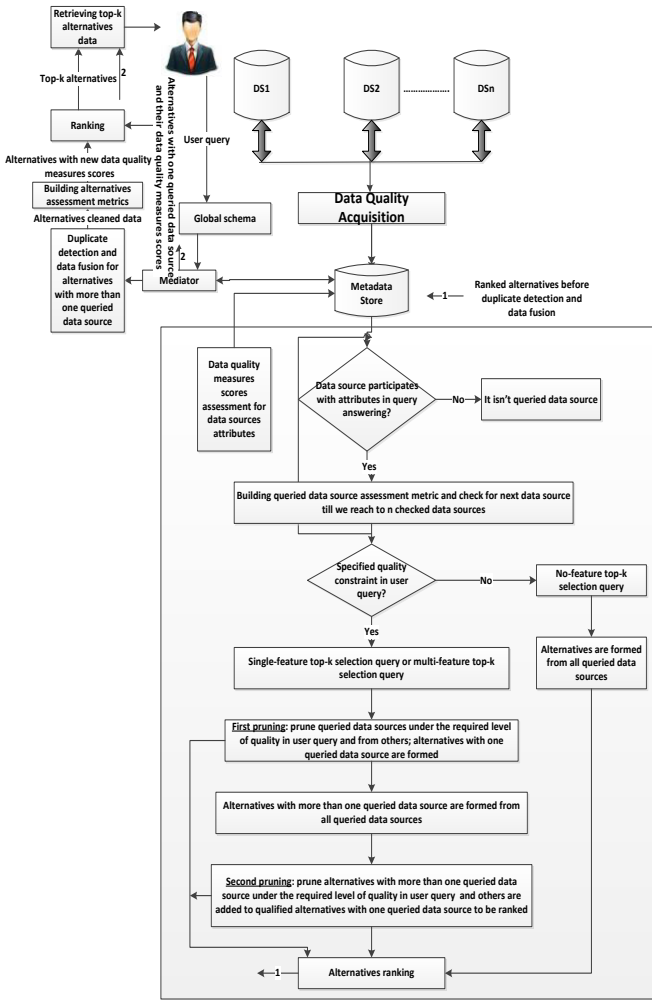 Retrieving top-k
alternatives
data
Top-k alternatives
2
Ranking
Alternatives with new data quality
measures scores
Building alternatives
assessment metrics
Alternatives cleaned data
Duplicate
detection and
data fusion for
alternatives
with more than
one queried
data source
Alternatives with one queried data source
and their data quality measures scores
User query
Global schema
2
Mediator
DS1
DS2
....................
DSn
Data Quality
Acquisition
Metadata
Store
1
Ranked alternatives before
duplicate detection and
data fusion
Data quality
measures
scores
assessment for
data sources
attributes
Data source participates
with attributes in query
answering?
No
It isn't queried data source
Yes
Building queried data source assessment metric and check for next data source
till we reach to n checked data sources
Specified quality
constraint in user
query?
No
No-feature top-k
selection query
Yes
Alternatives are formed
from all queried data
sources
Single-feature top-k selection query or multi-feature top-k
selection query
First pruning: prune queried data sources under the required level
of quality in user query and from others; alternatives with one
queried data source are formed
Alternatives with more than one queried data source are formed from
all queried data sources
Second pruning: prune alternatives with more than one queried data
source under the required level of quality in user query and others are
added to qualified alternatives with one queried data source to be ranked
1
Alternatives ranking